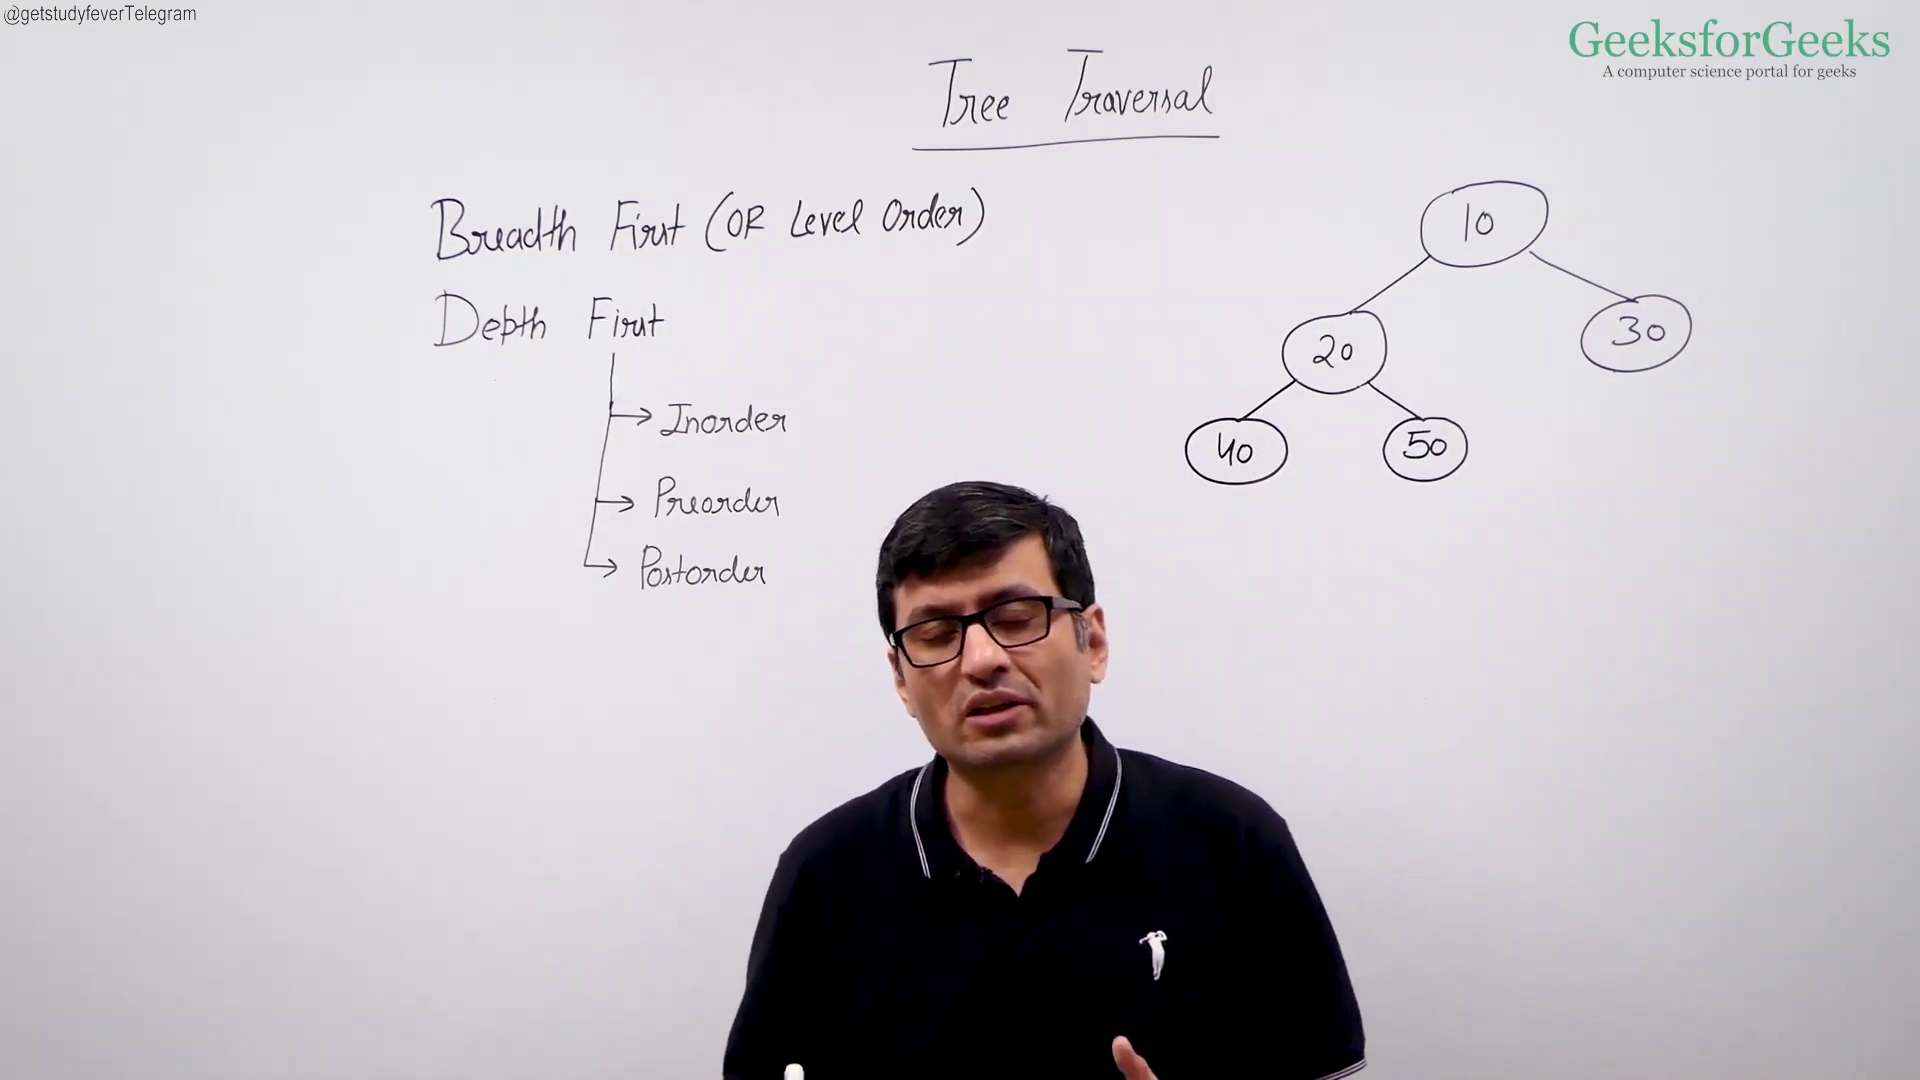 @getstudyfeverTelegram
GeeksforGeeks
A computer science portal for geeks
Tree Traversal
Breadth First (OR Level Order)
Depth First
Inorder
Preorder
Postorder
10
20
30
40
50